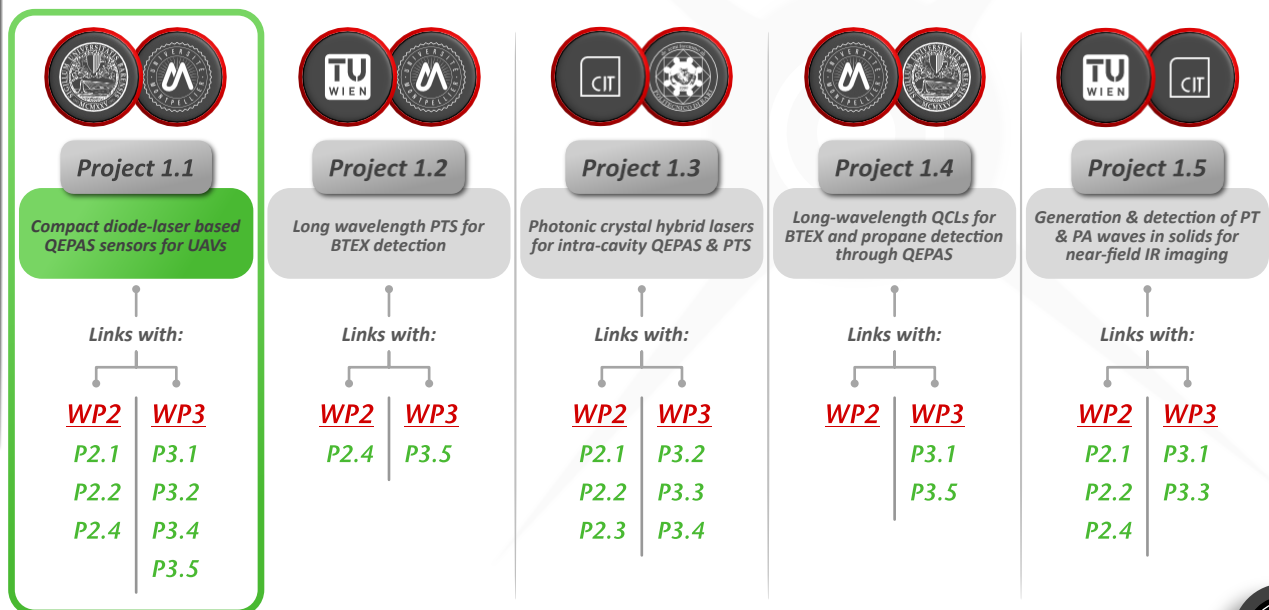 TU
WIEN
TU
WIEN
CIT
CIT
UNIVERSITÉ
MONTPELLIER
MCMXXV
Project 1.1
Compact diode-laser based
QEPAS sensors for UAVs
Links with:
WP2 WP3
P2.1 P3.1
P2.2 P3.2
P2.4 P3.4
P3.5
Project 1.2
Long wavelength PTS for
BTEX detection
Links with:
WP2 WP3
P2.4 P3.5
Project 1.3
Photonic crystal hybrid lasers
for intra-cavity QEPAS & PTS
Links with:
WP2 WP3
P2.1 P3.2
P2.2 P3.3
P2.3 P3.4
Project 1.4
Long-wavelength QCLs for
BTEX and propane detection
through QEPAS
Links with:
WP2 WP3
P3.1
P3.5
Project 1.5
Generation & detection of PT
& PA waves in solids for
near-field IR imaging
Links with:
WP2 WP3
P2.1 P3.1
P2.2 P3.3
P2.4